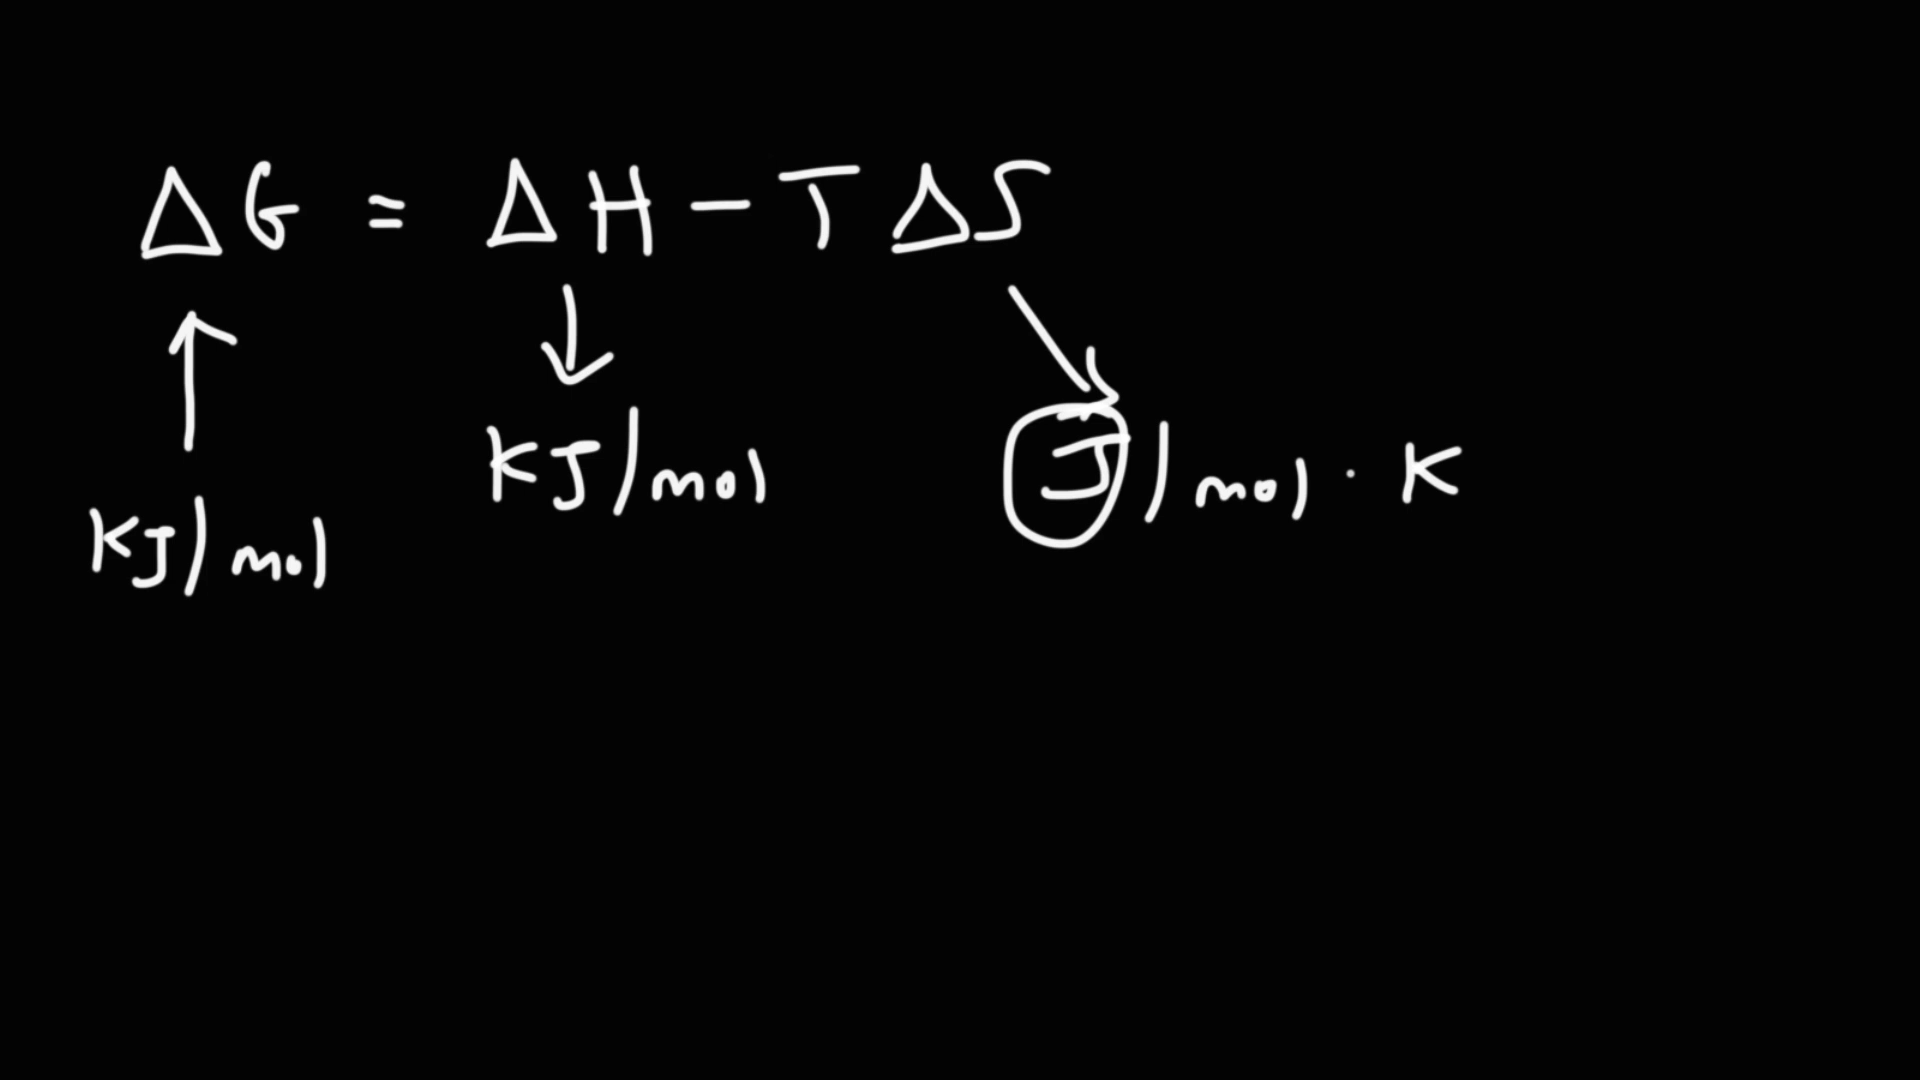 ΔG = ΔH - TΔS
KJ/mol J/mol · K
KJ/mol